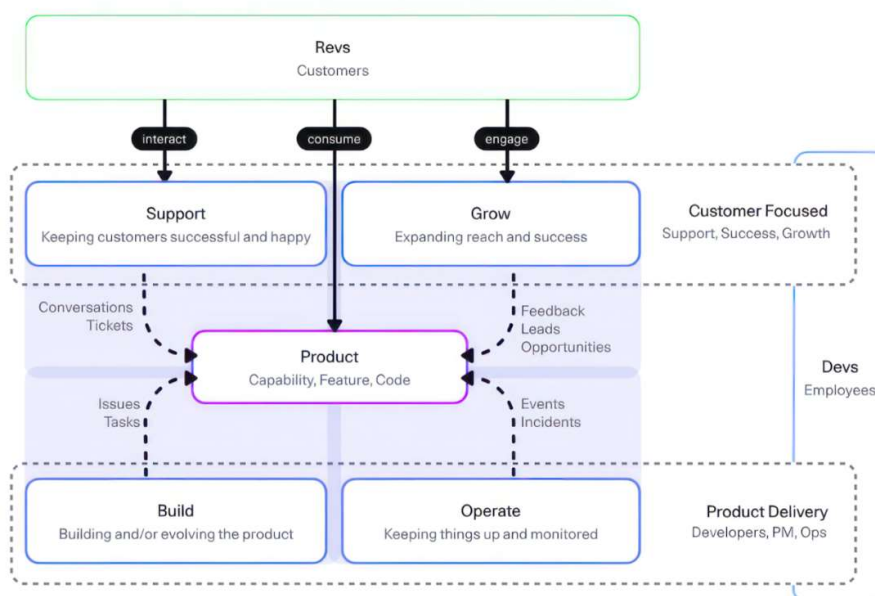 Revs
Customers
interact
consume
engage
Support
Keeping customers successful and happy
Grow
Expanding reach and success
Customer Focused
Support, Success, Growth
Conversations
Tickets
Feedback
Leads
Opportunities
Product
Capability, Feature, Code
Devs
Employees
Issues
Tasks
Events
Incidents
Build
Building and/or evolving the product
Operate
Keeping things up and monitored
Product Delivery
Developers, PM, Ops